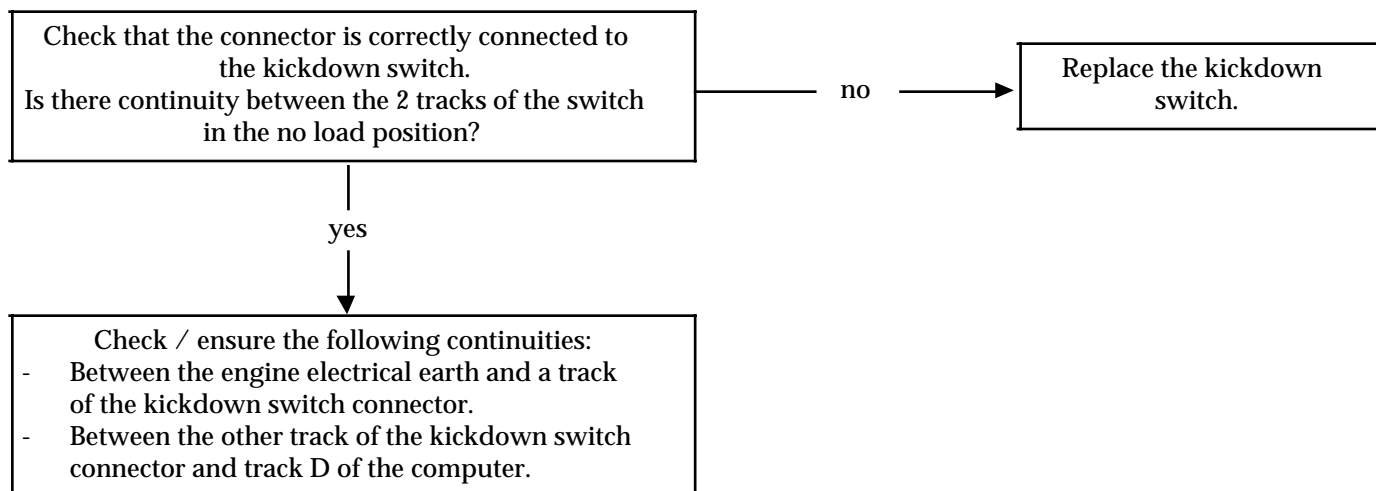 Check that the connector is correctly connected to
the kickdown switch.
Is there continuity between the 2 tracks of the switch
in the no load position?
no
Replace the kickdown
switch.
yes
Check / ensure the following continuities:
- Between the engine electrical earth and a track
of the kickdown switch connector.
- Between the other track of the kickdown switch
connector and track D of the computer.